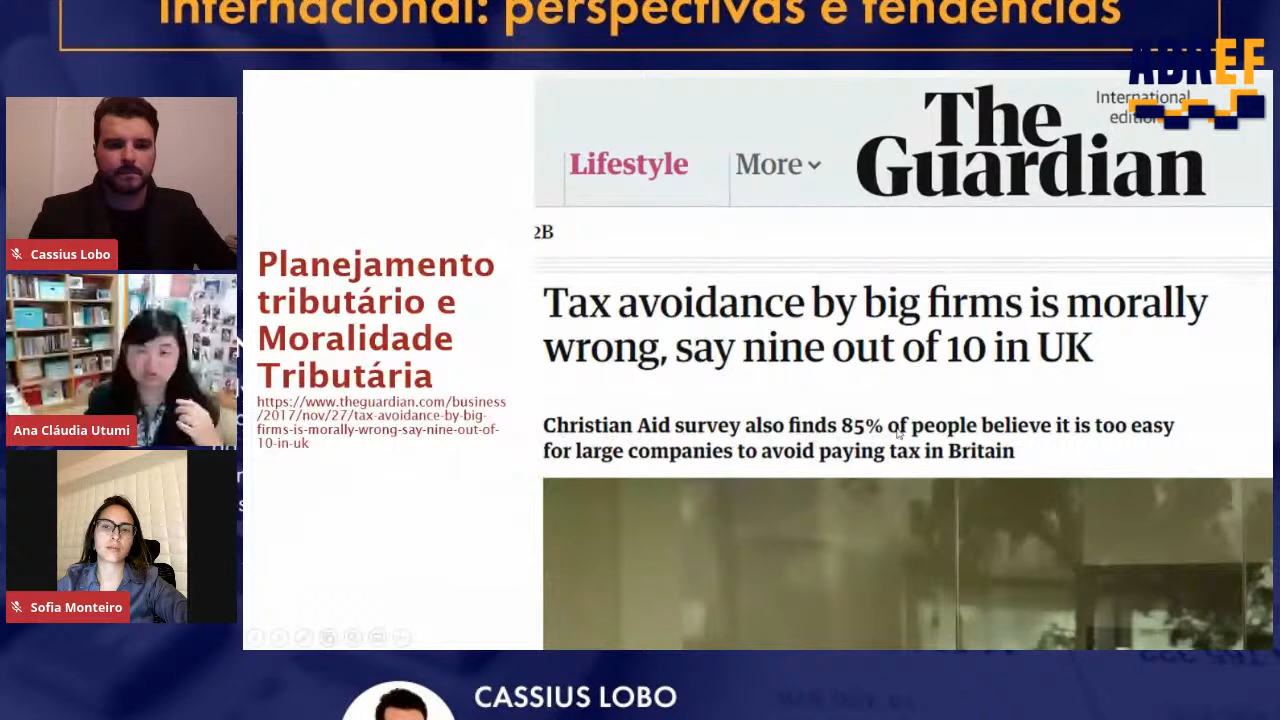 Internacional: perspectivas e tendências
ABREF
International
edition
The
Guardian
Lifestyle
More
2B
Planejamento
tributário e
Moralidade
Tributária
https://www.theguardian.com/business
/2017/nov/27/tax-avoidance-by-big-
firms-is-morally-wrong-say-nine-out-of-
10-in-uk
Tax avoidance by big firms is morally
wrong, say nine out of 10 in UK
Christian Aid survey also finds 85% of people believe it is too easy
for large companies to avoid paying tax in Britain
Cassius Lobo
Ana Cláudia Utumi
Sofia Monteiro
CASSIUS LOBO